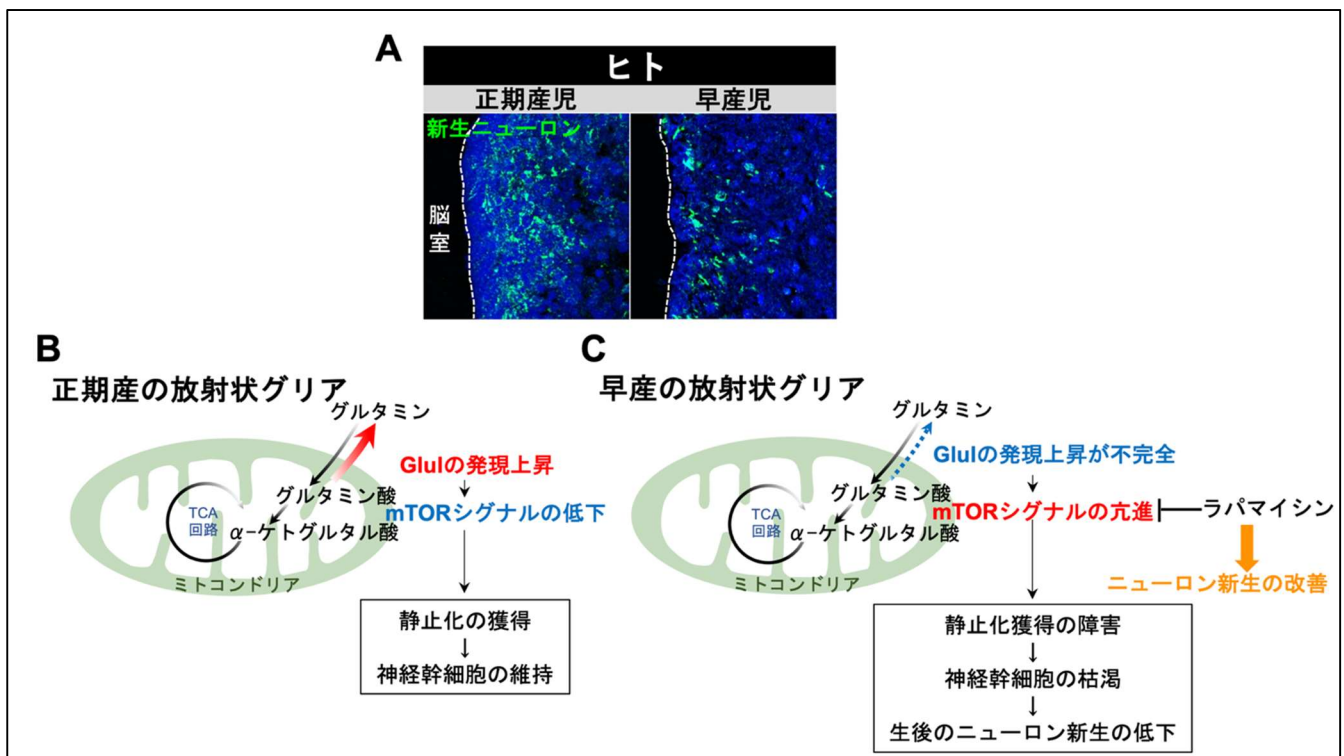 A
ヒト
正期産児
早産児
新生ニューロン
脳室
B
正期産の放射状グリア
グルタミン
Glulの発現上昇
グルタミン酸
mTORシグナルの低下
TCA
回路
α-ケトグルタル酸
ミトコンドリア
静止化の獲得
↓
神経幹細胞の維持
C
早産の放射状グリア
グルタミン
Glulの発現上昇が不完全
グルタミン酸
mTORシグナルの亢進
ラパマイシン
TCA
回路
α-ケトグルタル酸
ニューロン新生の改善
ミトコンドリア
静止化獲得の障害
↓
神経幹細胞の枯渇
↓
生後のニューロン新生の低下